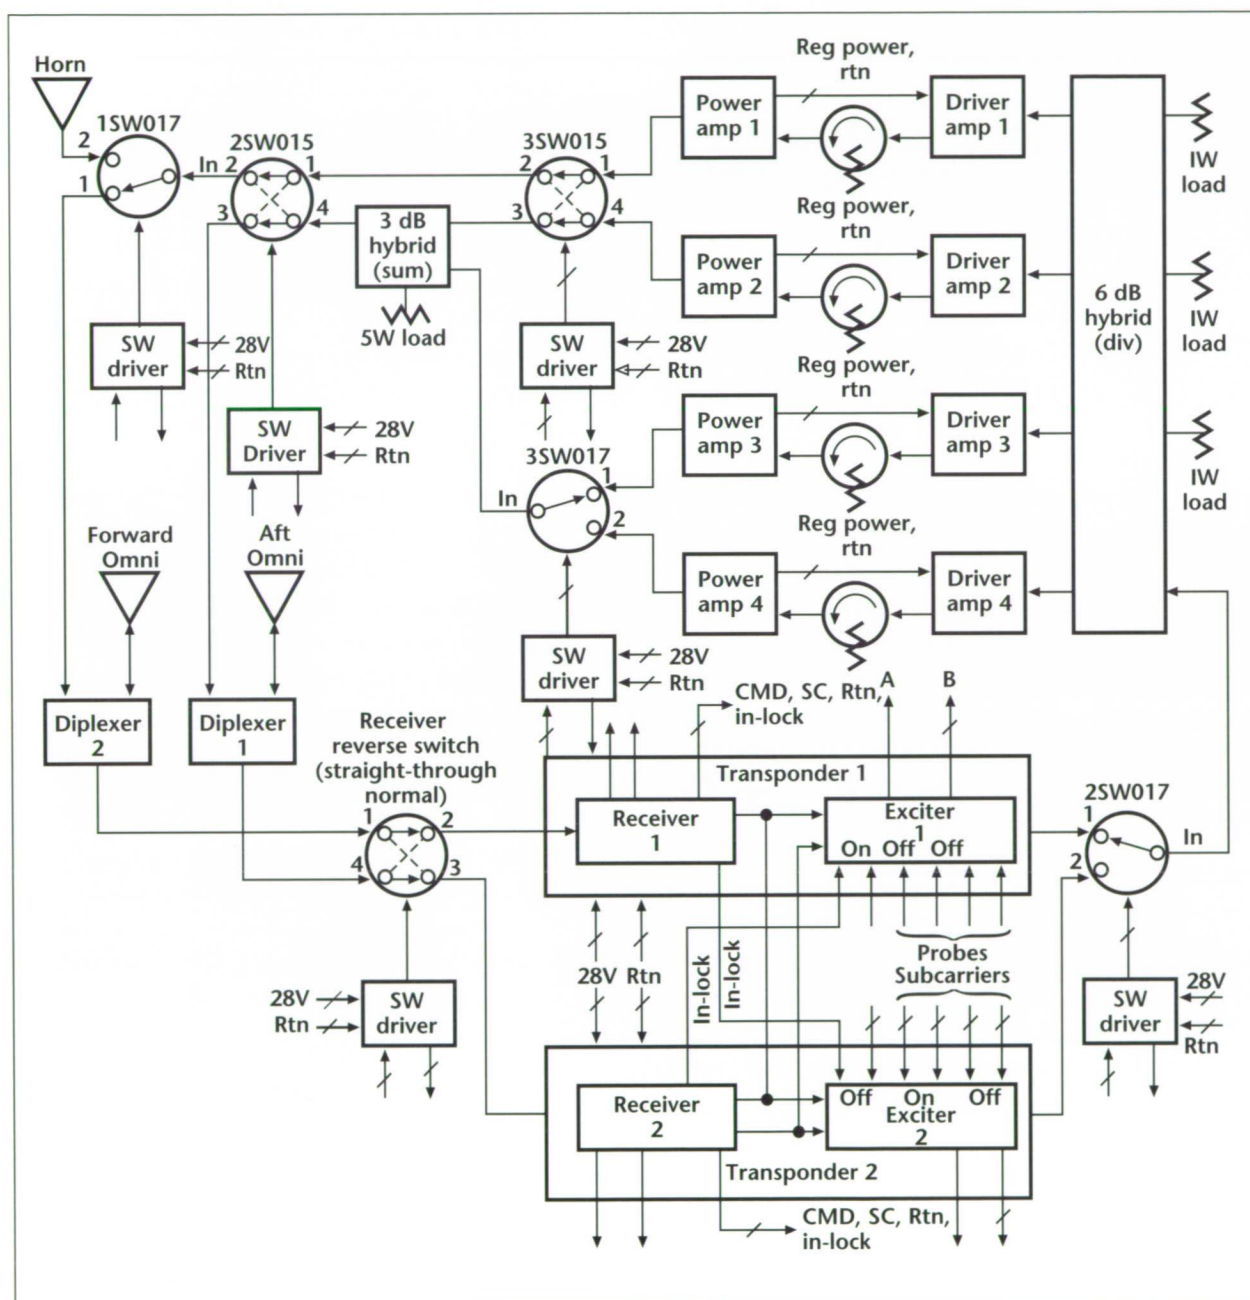 Horn
1SW017
2
1
In 2
2SW015
1
3
4
3 dB
hybrid
(sum)
5W load
3SW015
2
1
3
4
Reg power,
rtn
Power
amp 1
Driver
amp 1
IW
load
Reg power,
rtn
Power
amp 2
Driver
amp 2
IW
load
6 dB
hybrid
(div)
Reg power,
rtn
Power
amp 3
Driver
amp 3
IW
load
Reg power,
rtn
Power
amp 4
Driver
amp 4
SW
driver
28V
Rtn
SW
Driver
28V
Rtn
SW
driver
28V
Rtn
3SW017
In
1
2
SW
driver
28V
Rtn
Forward
Omni
Aft
Omni
Diplexer
2
Diplexer
1
Receiver
reverse switch
(straight-through
normal)
1
2
4
3
SW
driver
28V
Rtn
CMD, SC, Rtn,
in-lock
A
B
Transponder 1
Receiver
1
Exciter
1
On Off Off
28V
Rtn
In-lock
In-lock
Probes
Subcarriers
2SW017
1
2
In
SW
driver
28V
Rtn
Receiver
2
Off On Off
Exciter
2
Transponder 2
CMD, SC, Rtn,
in-lock